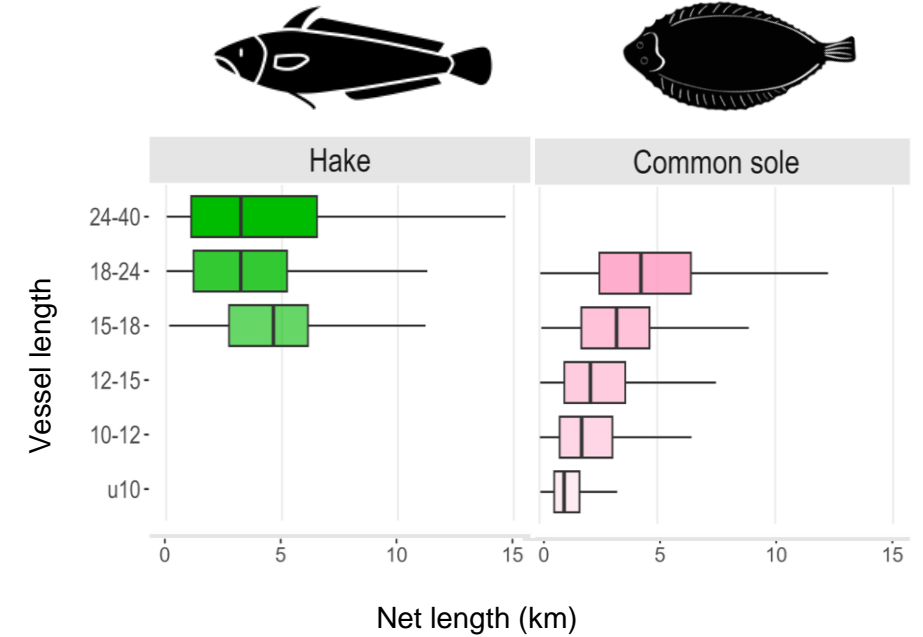 Hake
Common sole
24-40
18-24
15-18
12-15
10-12
u10
Vessel length
0 5 10 15
0 5 10 15
Net length (km)